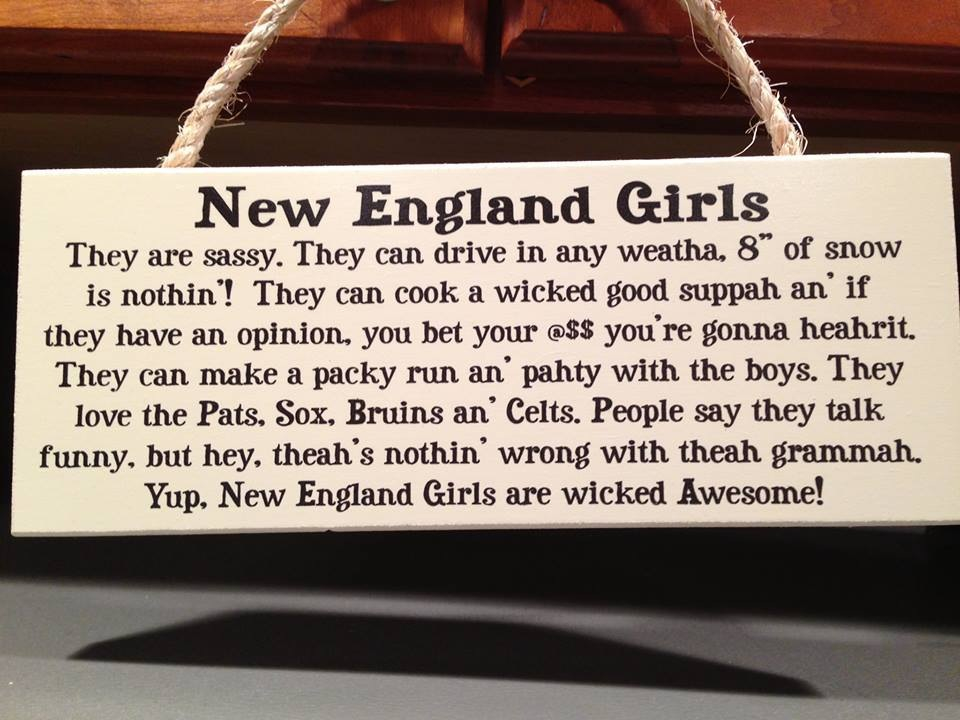 New England Girls
They are sassy. They can drive in any weatha, 8" of snow
is nothin'! They can cook a wicked good suppah an' if
they have an opinion, you bet your @$$ you're gonna heahrit.
They can make a packy run an' pahty with the boys. They
love the Pats, Sox, Bruins an' Celts. People say they talk
funny, but hey, theah's nothin' wrong with theah grammah.
Yup, New England Girls are wicked Awesome!